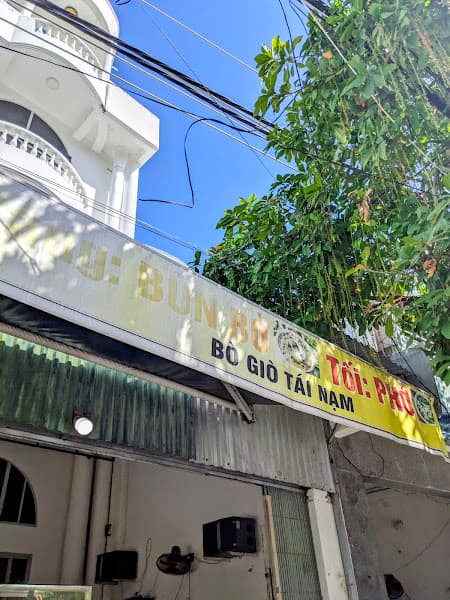 BÚN BÒ
BÒ GIÒ TÁI NẠM
TỐI: PHỞ